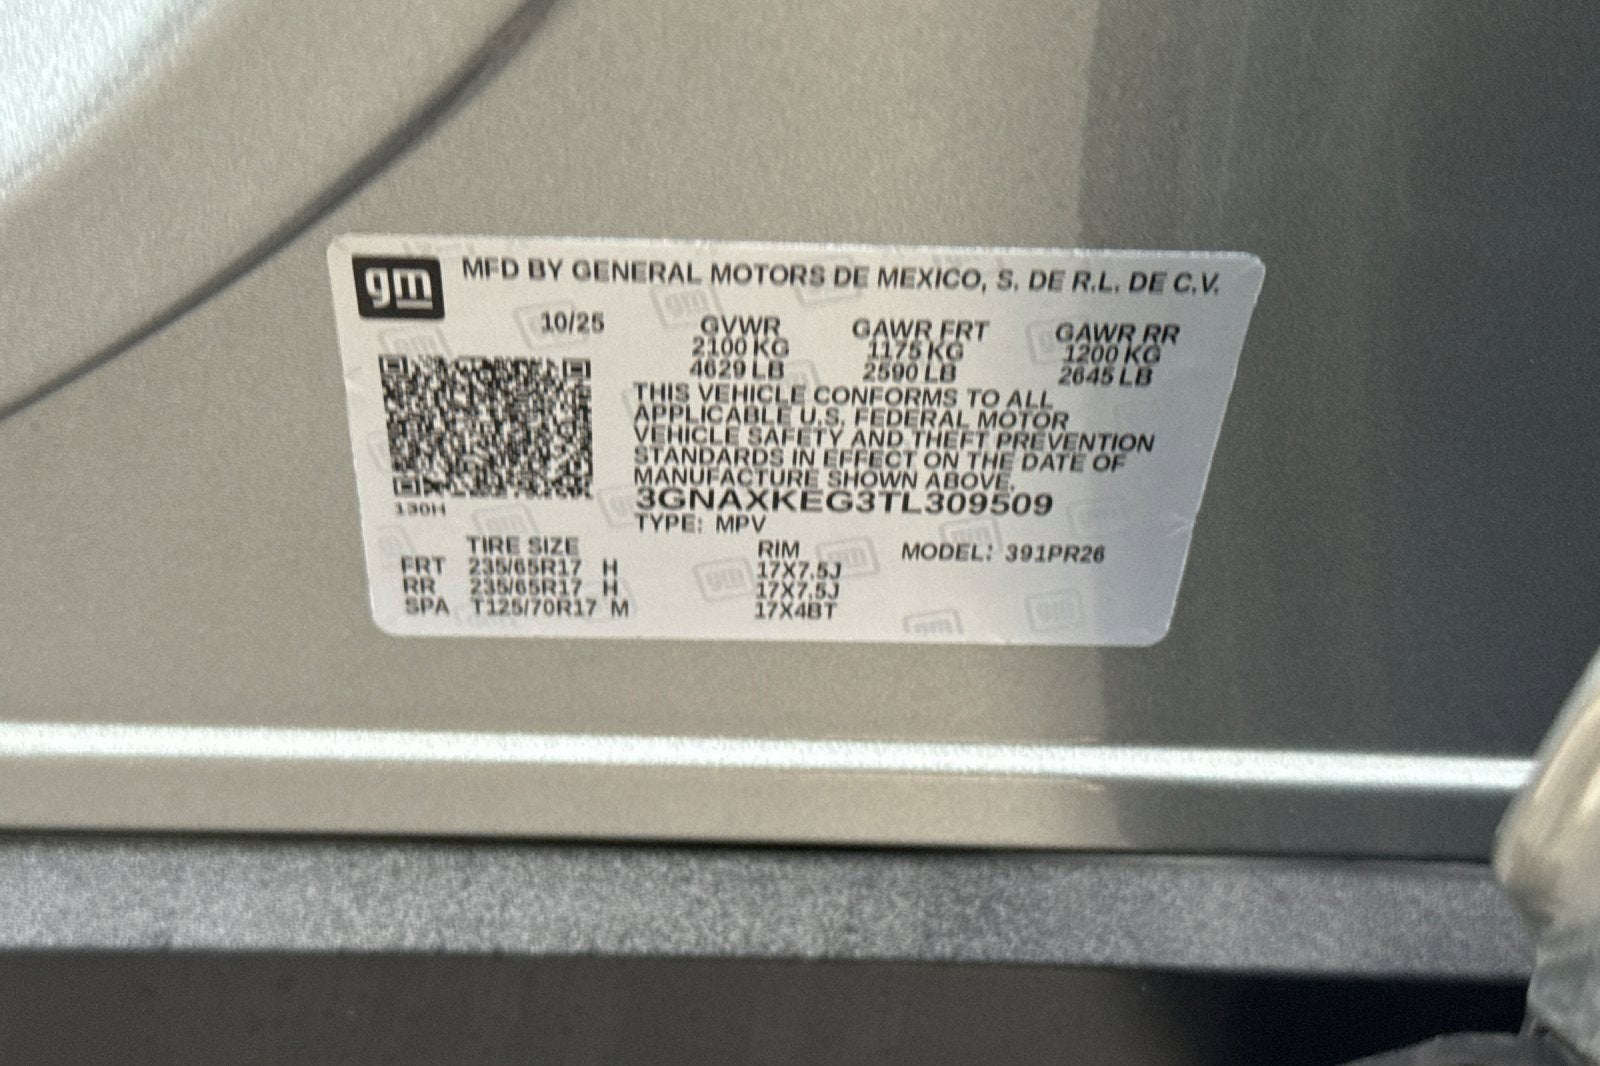 gm MFD BY GENERAL MOTORS DE MEXICO, S. DE R.L. DE C.V.
10/25 GVWR GAWR FRT GAWR RR
2100 KG 1175 KG 1200 KG
4629 LB 2590 LB 2645 LB
THIS VEHICLE CONFORMS TO ALL
APPLICABLE U.S. FEDERAL MOTOR
VEHICLE SAFETY AND THEFT PREVENTION
STANDARDS IN EFFECT ON THE DATE OF
MANUFACTURE SHOWN ABOVE.
130H 3GNAXKEG3TL309509
TYPE: MPV
TIRE SIZE RIM MODEL: 391PR26
FRT 235/65R17 H 17X7.5J
RR 235/65R17 H 17X7.5J
SPA T125/70R17 M 17X4BT